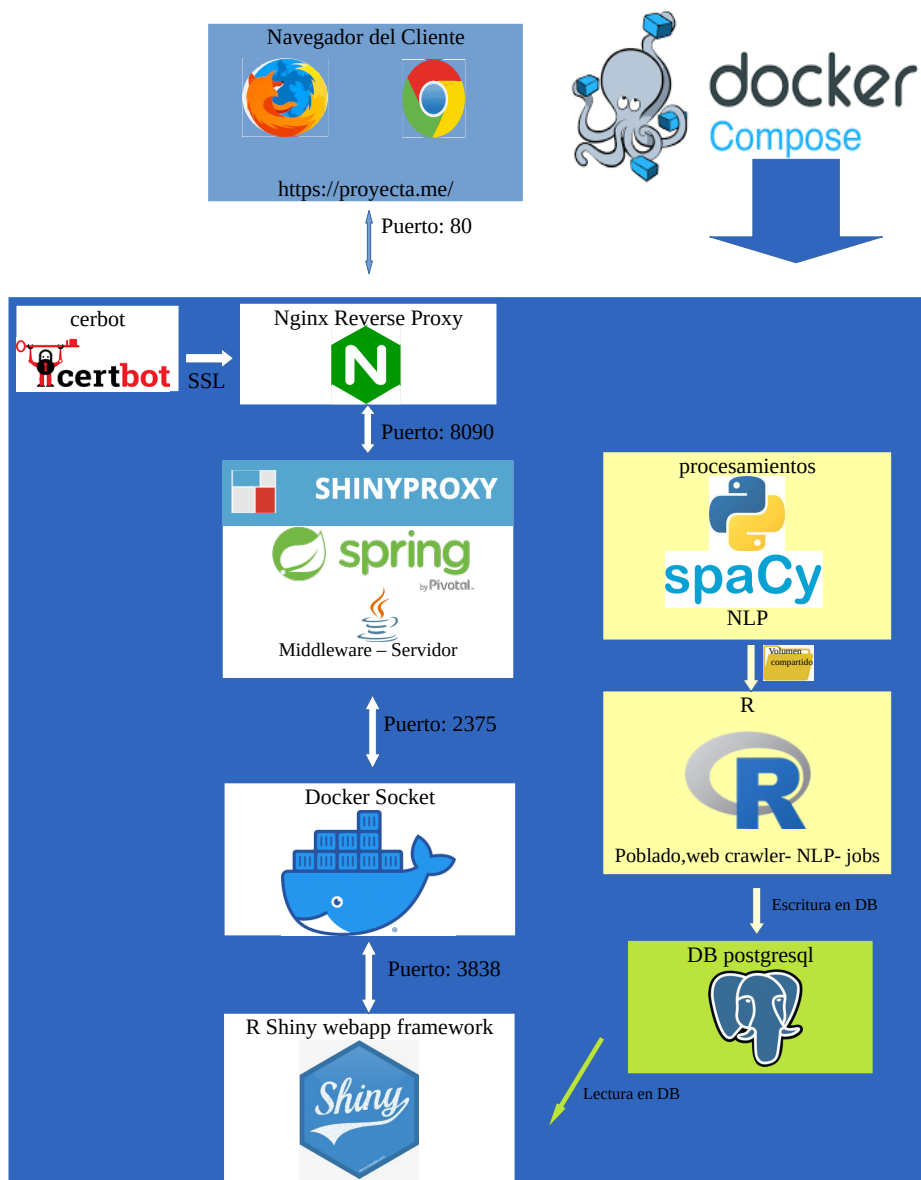 Navegador del Cliente
https://proyecta.me/
docker
Compose
Puerto: 80
cerbot
certbot
SSL
Nginx Reverse Proxy
N
Puerto: 8090
SHINYPROXY
spring
by Pivotal
Middleware – Servidor
procesamientos
spaCy
NLP
Volumen
compartido
Puerto: 2375
R
R
Poblado,web crawler- NLP- jobs
Docker Socket
Escritura en DB
Puerto: 3838
DB postgresql
R Shiny webapp framework
Shiny
Lectura en DB